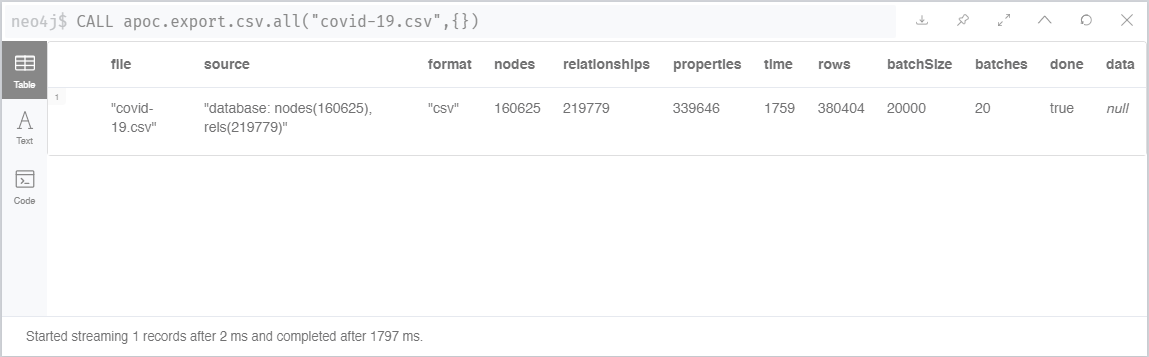 neo4j$ CALL apoc.export.csv.all("covid-19.csv",{})
Table
Text
Code
file source format nodes relationships properties time rows batchSize batches done data
1
"covid- "database: nodes(160625), "csv" 160625 219779 339646 1759 380404 20000 20 true null
19.csv" rels(219779)"
Started streaming 1 records after 2 ms and completed after 1797 ms.